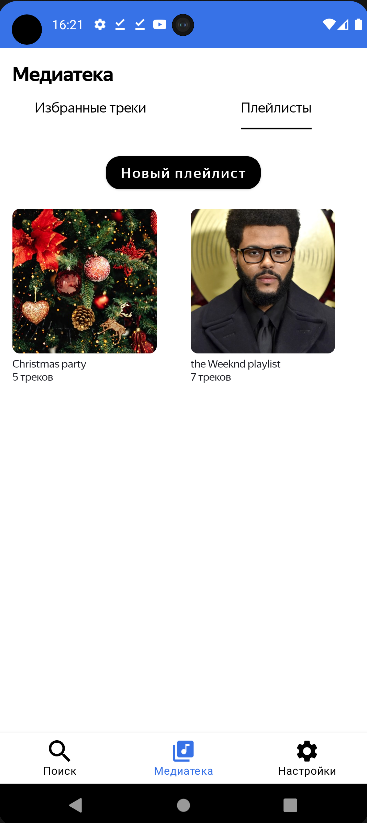 16:21
Медиатека
Избранные треки Плейлисты
Новый плейлист
Christmas party the Weeknd playlist
5 треков 7 треков
Поиск Медиатека Настройки